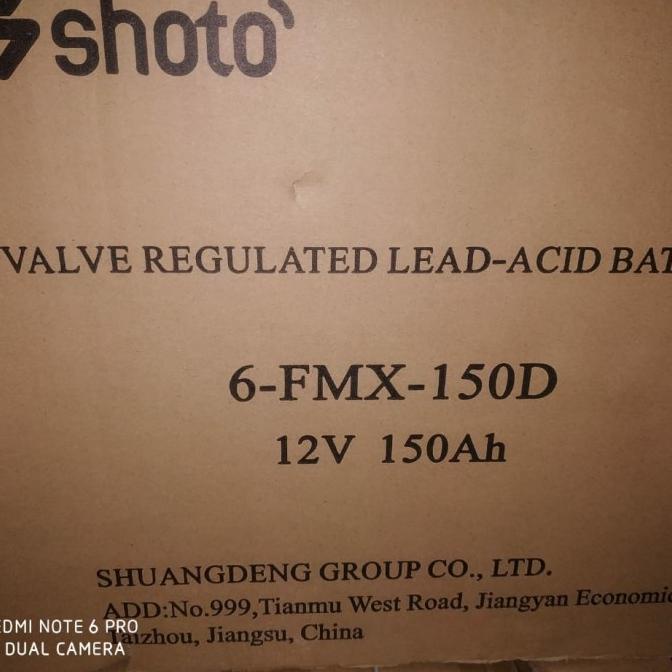 shoto
VALVE REGULATED LEAD-ACID BAT
6-FMX-150D
12V 150Ah
SHUANGDENG GROUP CO., LTD.
ADD:No.999,Tianmu West Road, Jiangyan Economic
Taizhou, Jiangsu, China
EDMI NOTE 6 PRO
DUAL CAMERA